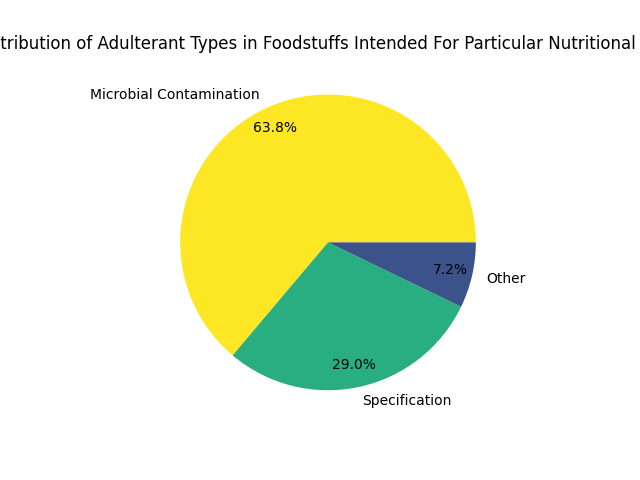 tribution of Adulterant Types in Foodstuffs Intended For Particular Nutritional
Microbial Contamination
63.8%
7.2%
Other
29.0%
Specification